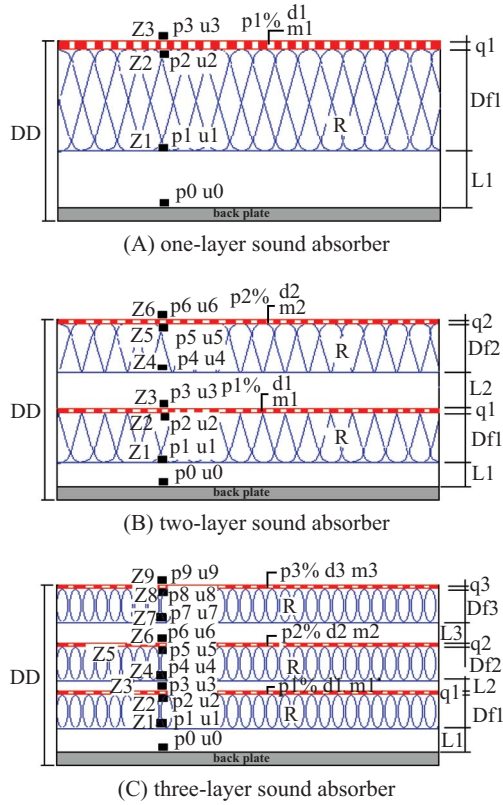 Z3 p3 u3 p1% d1
m1
q1
Z2 p2 u2
Df1
DD
R
Z1 p1 u1
L1
p0 u0
back plate
(A) one-layer sound absorber
Z6 p6 u6 p2% d2
m2
q2
Z5 p5 u5
Df2
R
Z4 p4 u4
L2
DD
Z3 p3 u3 p1% d1
m1
q1
Z2 p2 u2
Df1
R
Z1 p1 u1
L1
p0 u0
back plate
(B) two-layer sound absorber
Z9 p9 u9 p3% d3 m3
q3
Z8 p8 u8
Df3
R
Z7 p7 u7
L3
Z6 p6 u6 p2% d2 m2
q2
Z5 p5 u5
Df2
DD
Z4 p4 u4 R
L2
Z3 p3 u3 p1% d1 m1
q1
Z2 p2 u2
Df1
R
Z1 p1 u1
L1
p0 u0
back plate
(C) three-layer sound absorber